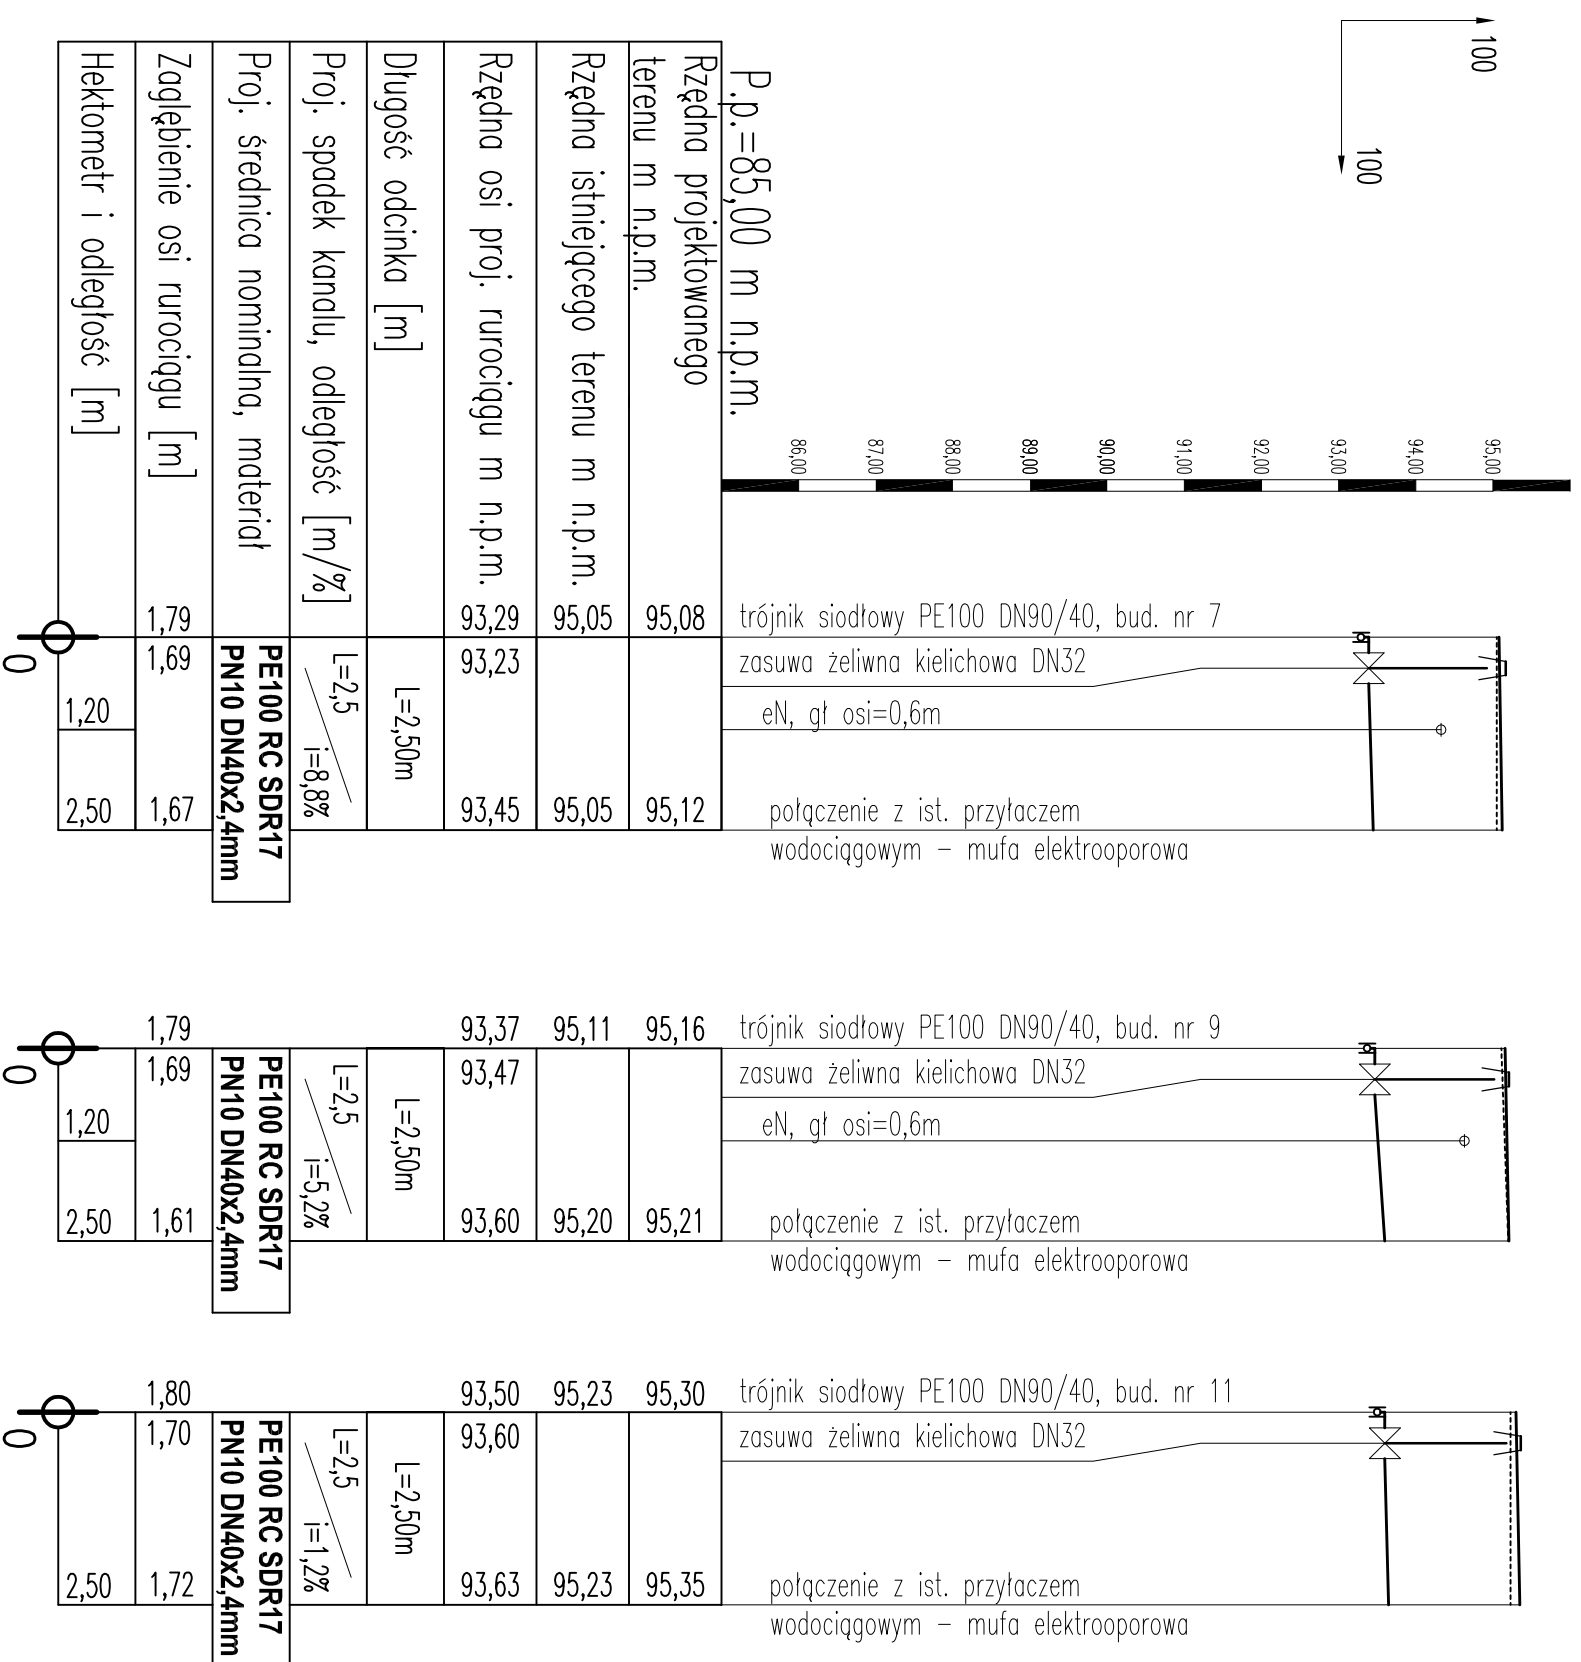 100
100
P.p.=85,00 m n.p.m.
Rzędna projektowanego
terenu m n.p.m.
Rzędna istniejącego terenu m n.p.m.
Rzędna osi proj. rurociągu m n.p.m.
Długość odcinka [m]
Proj. spadek kanału, odległość [m/%]
Proj. średnica nominalna, materiał
Zagłębienie osi rurociągu [m]
Hektometr i odległość [m]
86,00
87,00
88,00
89,00
90,00
91,00
92,00
93,00
94,00
95,00
1,79 93,29 95,05 95,08 trójnik siodłowy PE100 DN90/40, bud. nr 7
1,69 93,23 zasuwa żeliwna kielichowa DN32
1,20 eN, gł osi=0,6m
2,50 1,67 93,45 95,05 95,12 połączenie z ist. przyłaczem
wodociągowym – mufa elektrooporowa
L=2,50m
L=2,5
i=8,8%
PE100 RC SDR17
PN10 DN40x2,4mm
0
1,79 93,37 95,11 95,16 trójnik siodłowy PE100 DN90/40, bud. nr 9
1,69 93,47 zasuwa żeliwna kielichowa DN32
1,20 eN, gł osi=0,6m
2,50 1,61 93,60 95,20 95,21 połączenie z ist. przyłaczem
wodociągowym – mufa elektrooporowa
L=2,50m
L=2,5
i=5,2%
PE100 RC SDR17
PN10 DN40x2,4mm
0
1,80 93,50 95,23 95,30 trójnik siodłowy PE100 DN90/40, bud. nr 11
1,70 93,60 zasuwa żeliwna kielichowa DN32
2,50 1,72 93,63 95,23 95,35 połączenie z ist. przyłaczem
wodociągowym – mufa elektrooporowa
L=2,50m
L=2,5
i=1,2%
PE100 RC SDR17
PN10 DN40x2,4mm
0